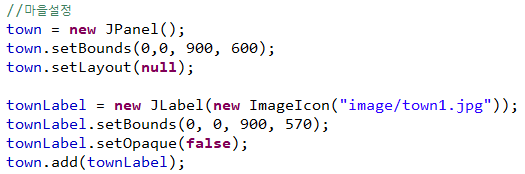 //마을설정
town = new JPanel();
town.setBounds(0,0, 900, 600);
town.setLayout(null);
townLabel = new JLabel(new ImageIcon("image/town1.jpg"));
townLabel.setBounds(0, 0, 900, 570);
townLabel.setOpaque(false);
town.add(townLabel);